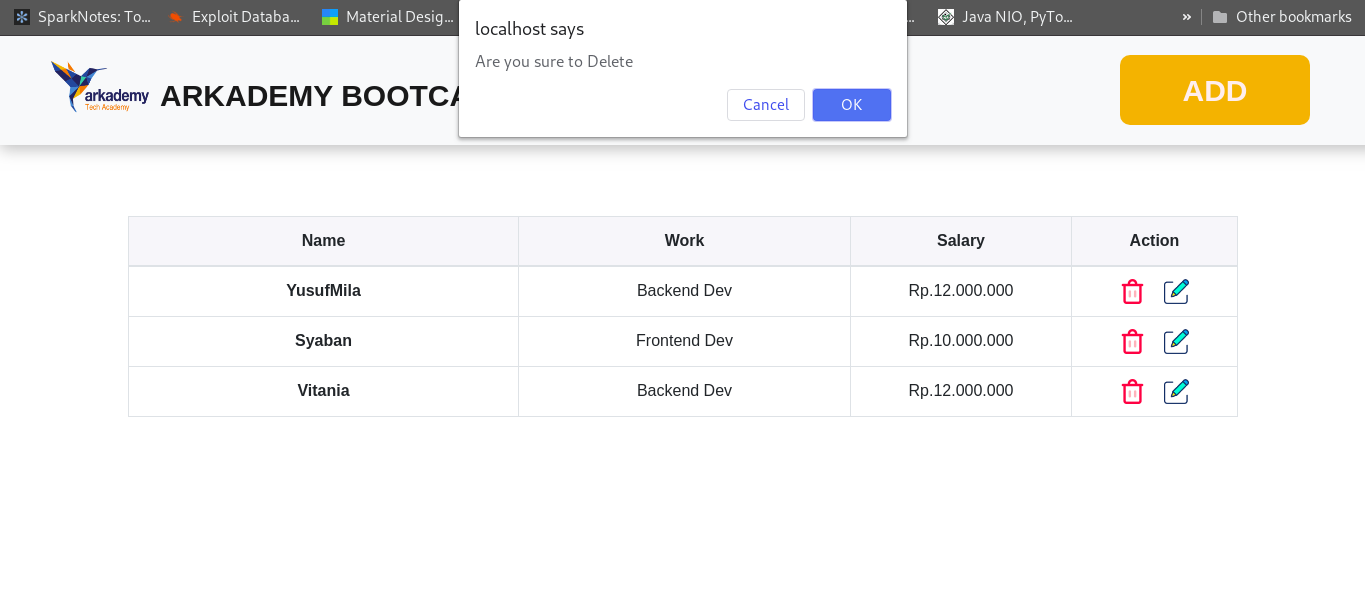 SparkNotes: To... Exploit Databa... Material Desig... ... Java NIO, PyTo... » Other bookmarks
localhost says
Are you sure to Delete
Cancel OK
arkademy
Tech Academy
ARKADEMY BOOTCA
ADD
Name Work Salary Action
YusufMila Backend Dev Rp.12.000.000
Syaban Frontend Dev Rp.10.000.000
Vitania Backend Dev Rp.12.000.000